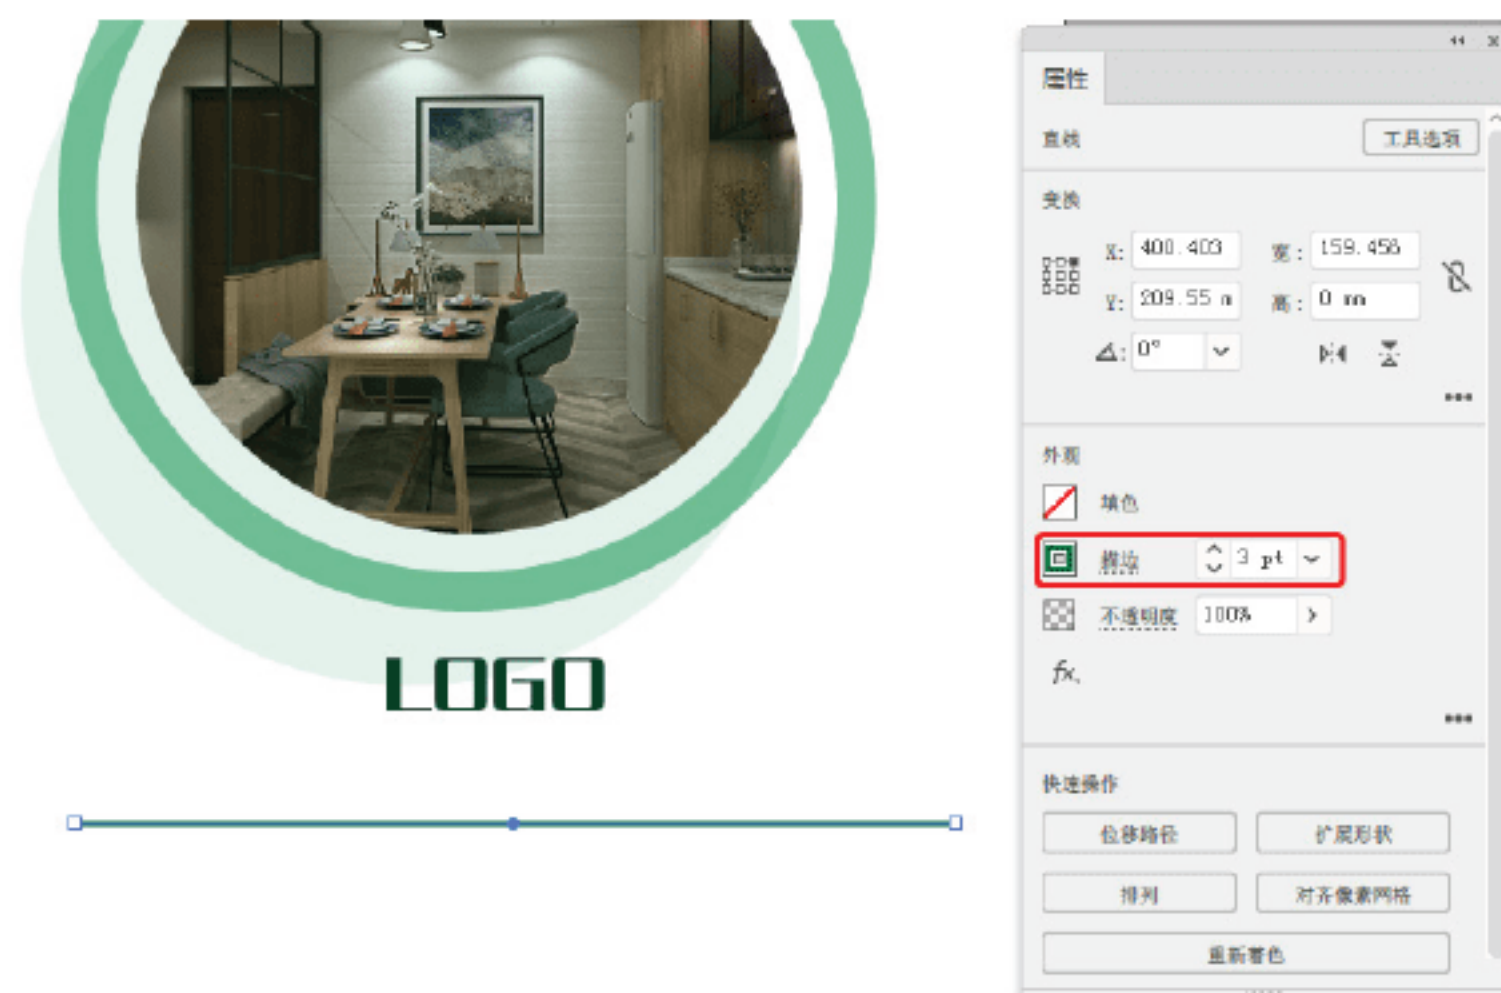 LOGO
属性
直线
工具选项
变换
X: 400.403 宽: 159.456
Y: 209.55 m 高: 0 mm
0°
外观
填色
描边 3 pt
不透明度 100%
fx.
快速操作
位移路径 扩展形状
排列 对齐像素网格
重新着色